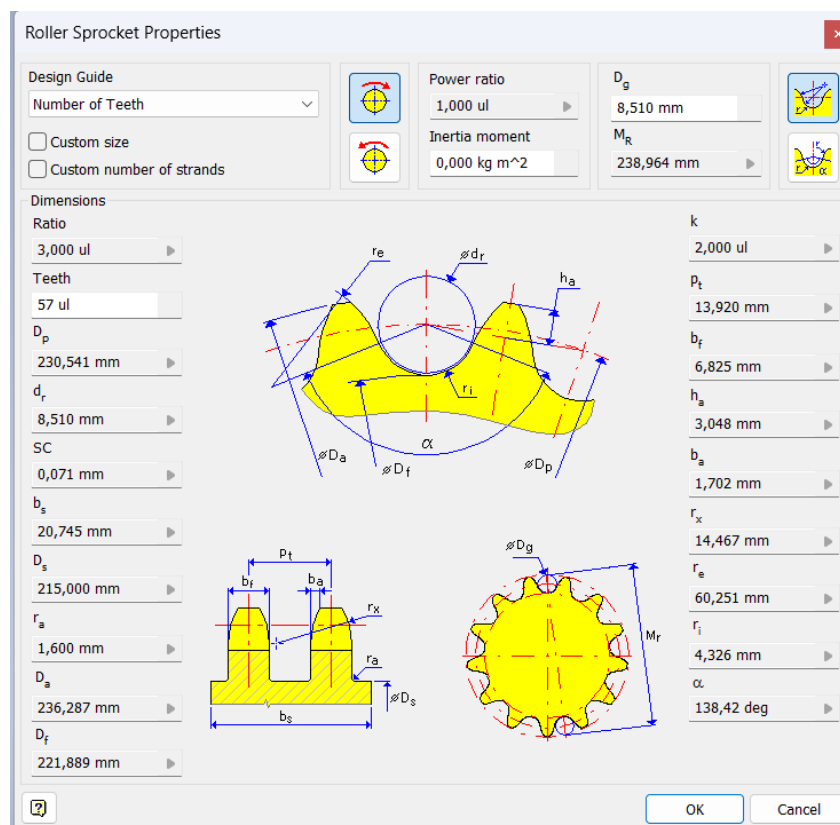 Roller Sprocket Properties
Design Guide
Number of Teeth
Custom size
Custom number of strands
Power ratio
1,000 ul
Inertia moment
0,000 kg m^2
Dg
8,510 mm
MR
238,964 mm
Dimensions
Ratio
3,000 ul
Teeth
57 ul
Dp
230,541 mm
dr
8,510 mm
SC
0,071 mm
bs
20,745 mm
Ds
215,000 mm
ra
1,600 mm
Da
236,287 mm
Df
221,889 mm
re
⌀dr
ha
ri
α
⌀Da
⌀Df
⌀Dp
pt
bf
ba
rx
ra
⌀Ds
bs
⌀Dg
Mr
k
2,000 ul
pt
13,920 mm
bf
6,825 mm
ha
3,048 mm
ba
1,702 mm
rx
14,467 mm
re
60,251 mm
ri
4,326 mm
α
138,42 deg
OK
Cancel